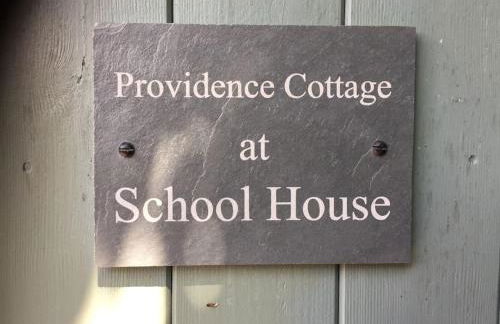 Providence Cottage
at
School House